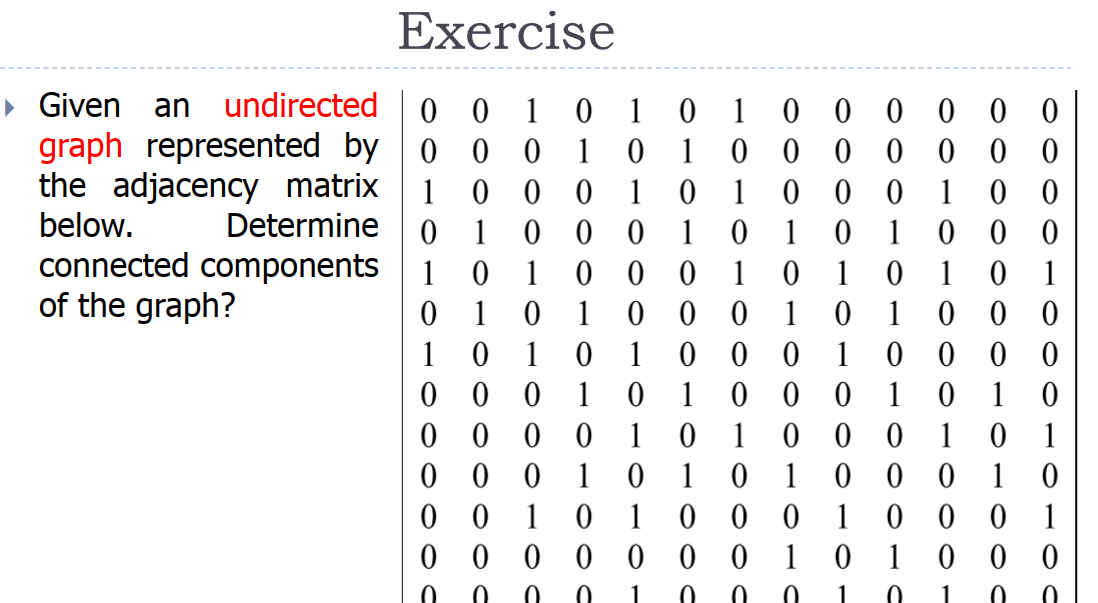 Exercise
Given an undirected
graph represented by
the adjacency matrix
below. Determine
connected components
of the graph?
0 0 1 0 1 0 1 0 0 0 0 0 0
0 0 0 1 0 1 0 0 0 0 0 0 0
1 0 0 0 1 0 1 0 0 0 1 0 0
0 1 0 0 0 1 0 1 0 1 0 0 0
1 0 1 0 0 0 1 0 1 0 1 0 1
0 1 0 1 0 0 0 1 0 1 0 0 0
1 0 1 0 1 0 0 0 1 0 0 0 0
0 0 0 1 0 1 0 0 0 1 0 1 0
0 0 0 0 1 0 1 0 0 0 1 0 1
0 0 0 1 0 1 0 1 0 0 0 1 0
0 0 1 0 1 0 0 0 1 0 0 0 1
0 0 0 0 0 0 0 1 0 1 0 0 0
0 0 0 0 1 0 0 0 1 0 1 0 0